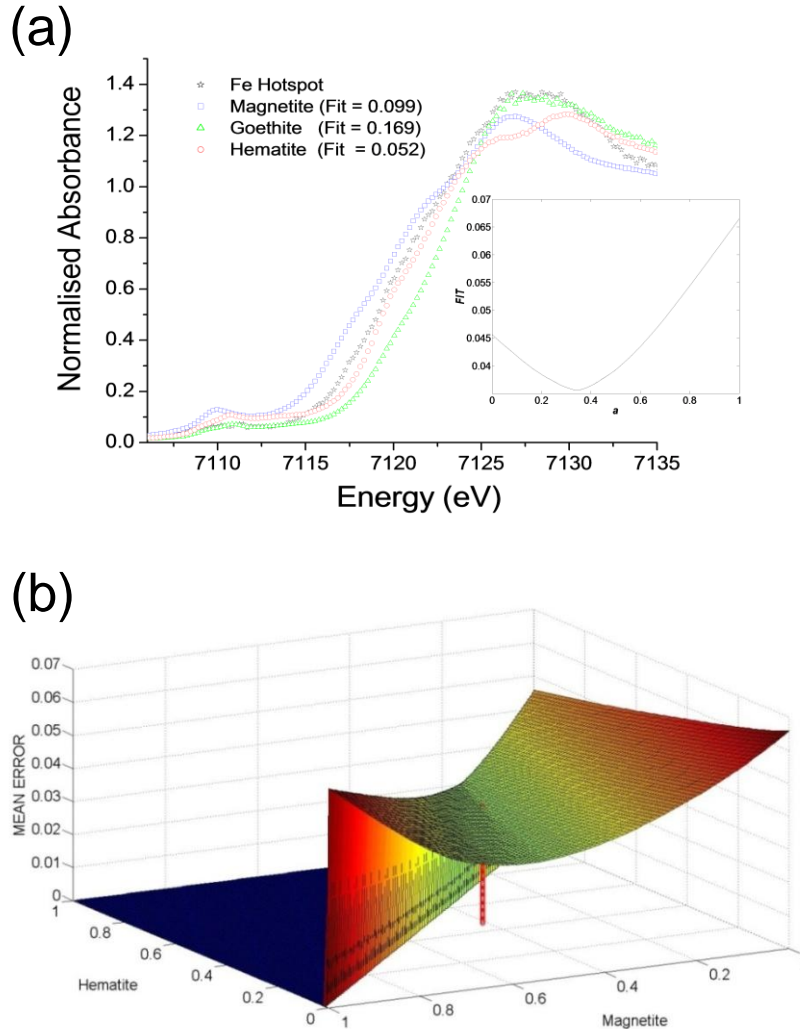 (a)
Normalised Absorbance
1.4
1.2
1.0
0.8
0.6
0.4
0.2
0.0
Fe Hotspot
Magnetite (Fit = 0.099)
Goethite (Fit = 0.169)
Hematite (Fit = 0.052)
7110 7115 7120 7125 7130 7135
Energy (eV)
FIT
0.07
0.065
0.06
0.055
0.05
0.045
0.04
0 0.2 0.4 0.6 0.8 1
a
(b)
MEAN ERROR
0.07
0.06
0.05
0.04
0.03
0.02
0.01
0
1
0.8
0.6
0.4
0.2
0
Hematite
1
0.8
0.6
0.4
0.2
Magnetite